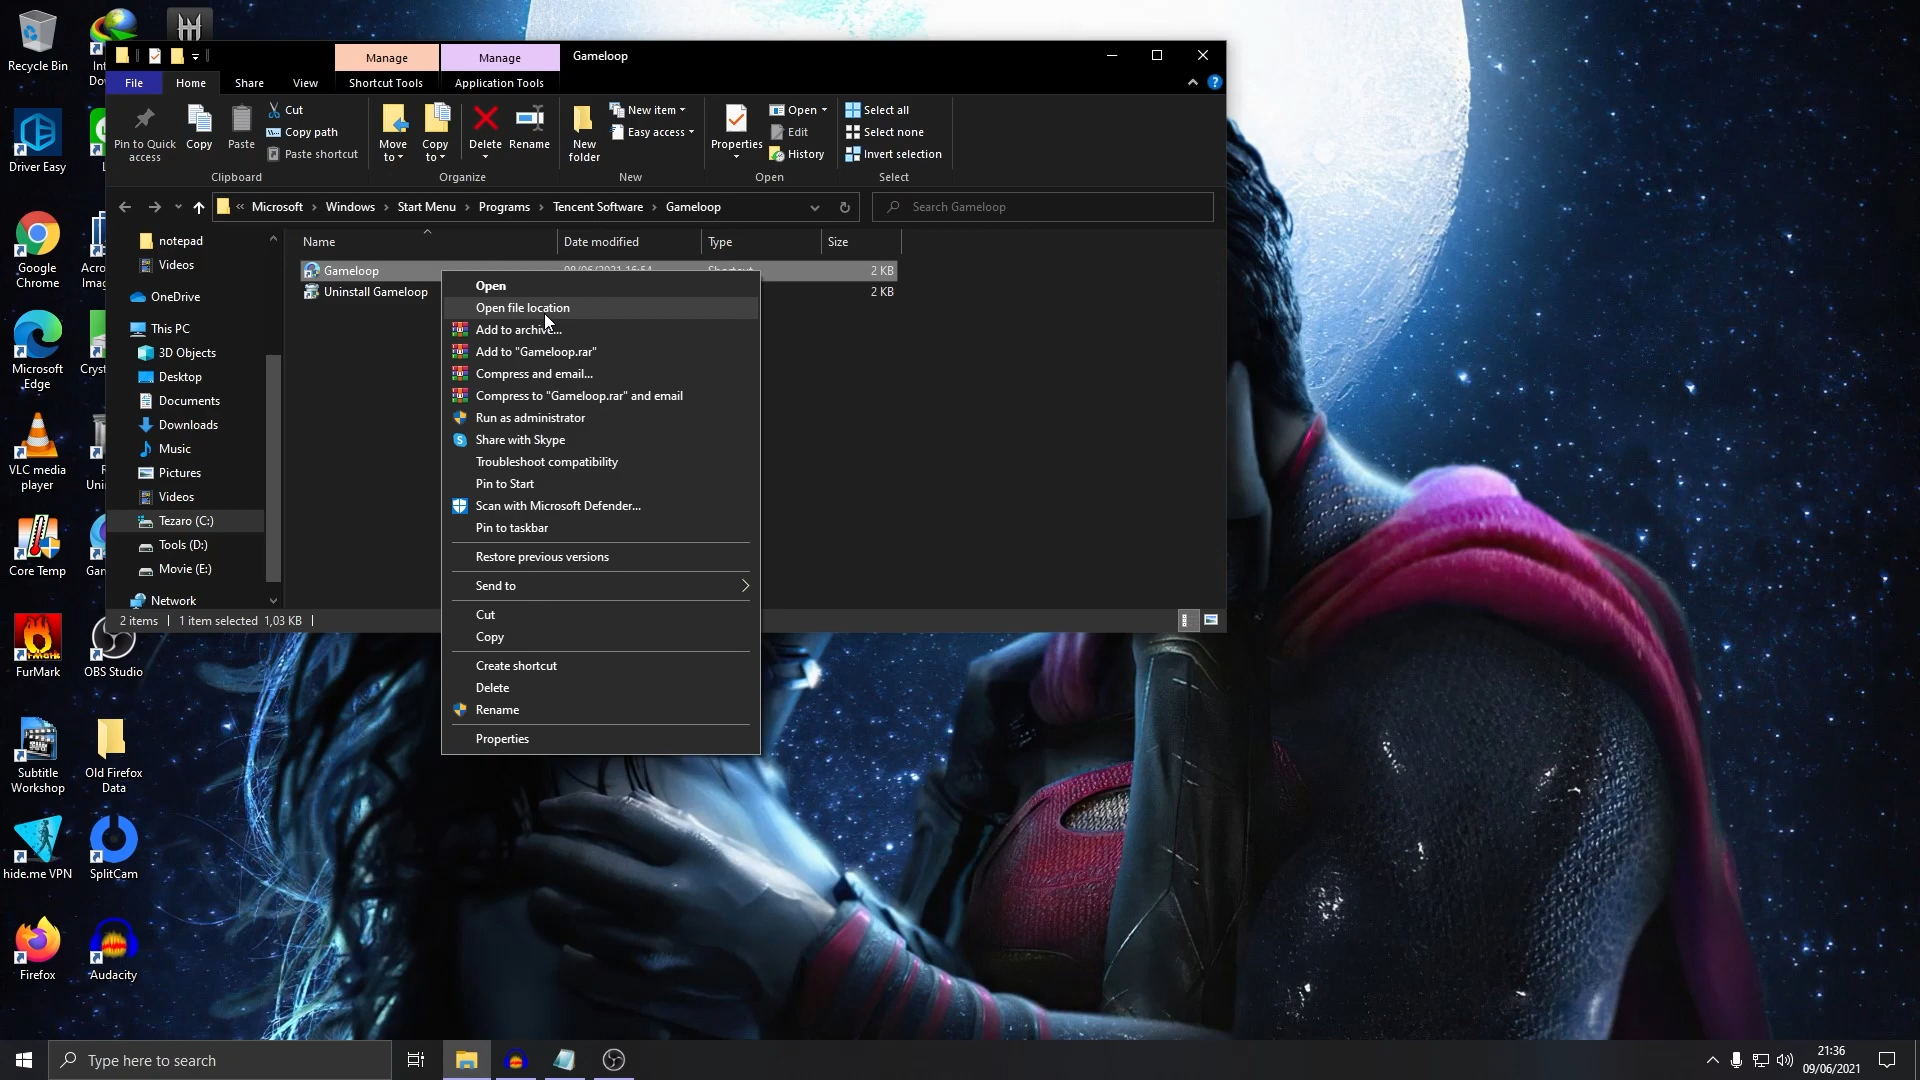 Manage
Manage
Gameloop
File
Home
Share
View
Shortcut Tools
Application Tools
Pin to Quick access
Copy
Paste
Cut
Copy path
Paste shortcut
Clipboard
Move to
Copy to
Delete
Rename
Organize
New folder
New item
Easy access
New
Properties
Open
Edit
History
Open
Select all
Select none
Invert selection
Select
« Microsoft › Windows › Start Menu › Programs › Tencent Software › Gameloop
Search Gameloop
Name
Date modified
Type
Size
Gameloop
2 KB
Uninstall Gameloop
2 KB
notepad
Videos
OneDrive
This PC
3D Objects
Desktop
Documents
Downloads
Music
Pictures
Videos
Tezaro (C:)
Tools (D:)
Movie (E:)
Network
2 items
1 item selected 1,03 KB
Open
Open file location
Add to archive...
Add to "Gameloop.rar"
Compress and email...
Compress to "Gameloop.rar" and email
Run as administrator
Share with Skype
Troubleshoot compatibility
Pin to Start
Scan with Microsoft Defender...
Pin to taskbar
Restore previous versions
Send to
Cut
Copy
Create shortcut
Delete
Rename
Properties
Recycle Bin
Driver Easy
Google
Chrome
Microsoft
Edge
VLC media
player
Core Temp
FurMark
OBS Studio
Subtitle
Workshop
Old Firefox
Data
hide.me VPN
SplitCam
Firefox
Audacity
Type here to search
21:36
09/06/2021